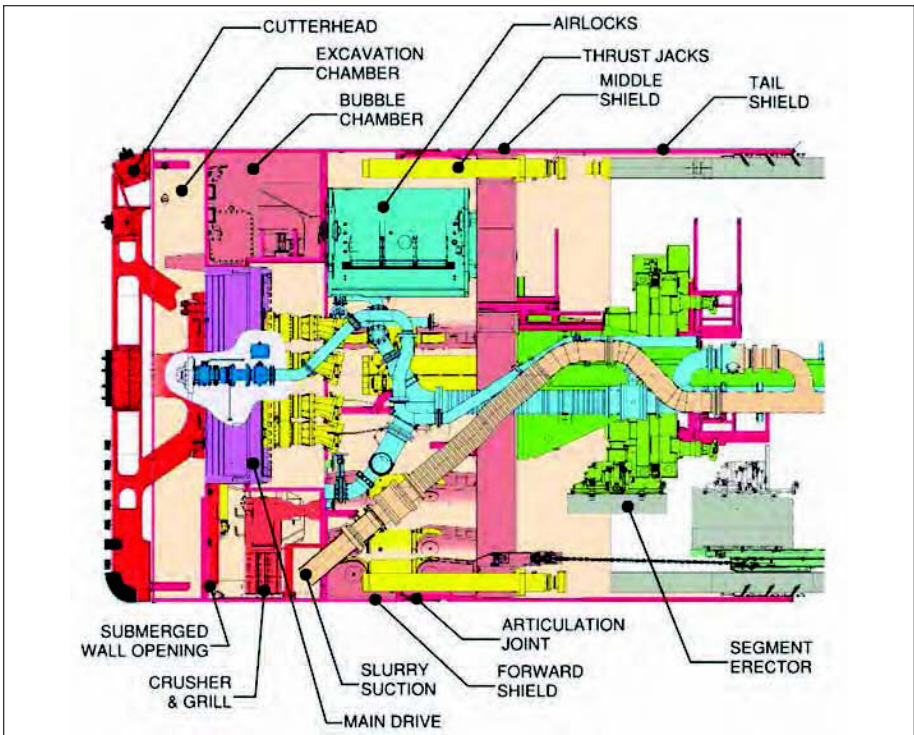 CUTTERHEAD
EXCAVATION
CHAMBER
BUBBLE
CHAMBER
AIRLOCKS
THRUST JACKS
MIDDLE
SHIELD
TAIL
SHIELD
SUBMERGED
WALL OPENING
CRUSHER
& GRILL
SLURRY
SUCTION
MAIN DRIVE
ARTICULATION
JOINT
FORWARD
SHIELD
SEGMENT
ERECTOR